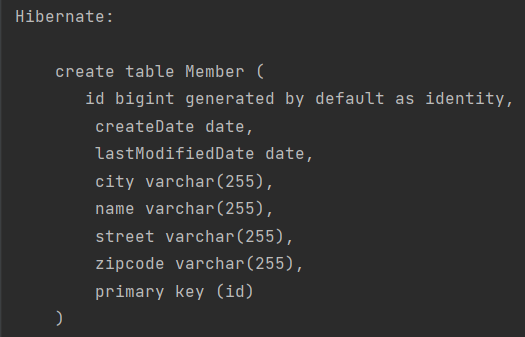 Hibernate:
create table Member (
id bigint generated by default as identity,
createDate date,
lastModifiedDate date,
city varchar(255),
name varchar(255),
street varchar(255),
zipcode varchar(255),
primary key (id)
)